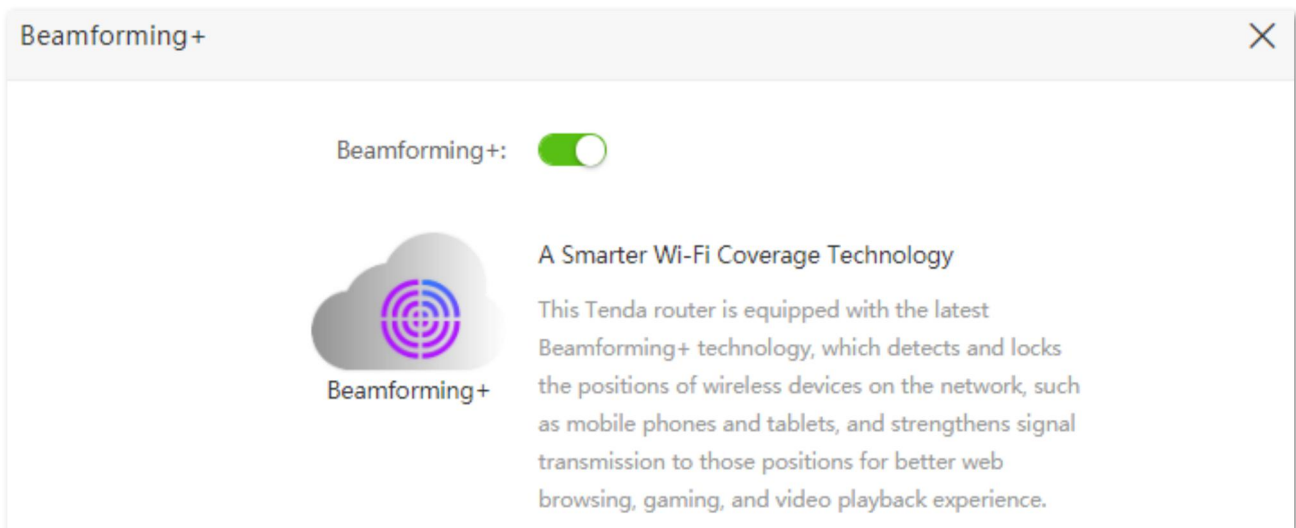 Beamforming+
Beamforming+:
Beamforming+
A Smarter Wi-Fi Coverage Technology
This Tenda router is equipped with the latest
Beamforming+ technology, which detects and locks
the positions of wireless devices on the network, such
as mobile phones and tablets, and strengthens signal
transmission to those positions for better web
browsing, gaming, and video playback experience.